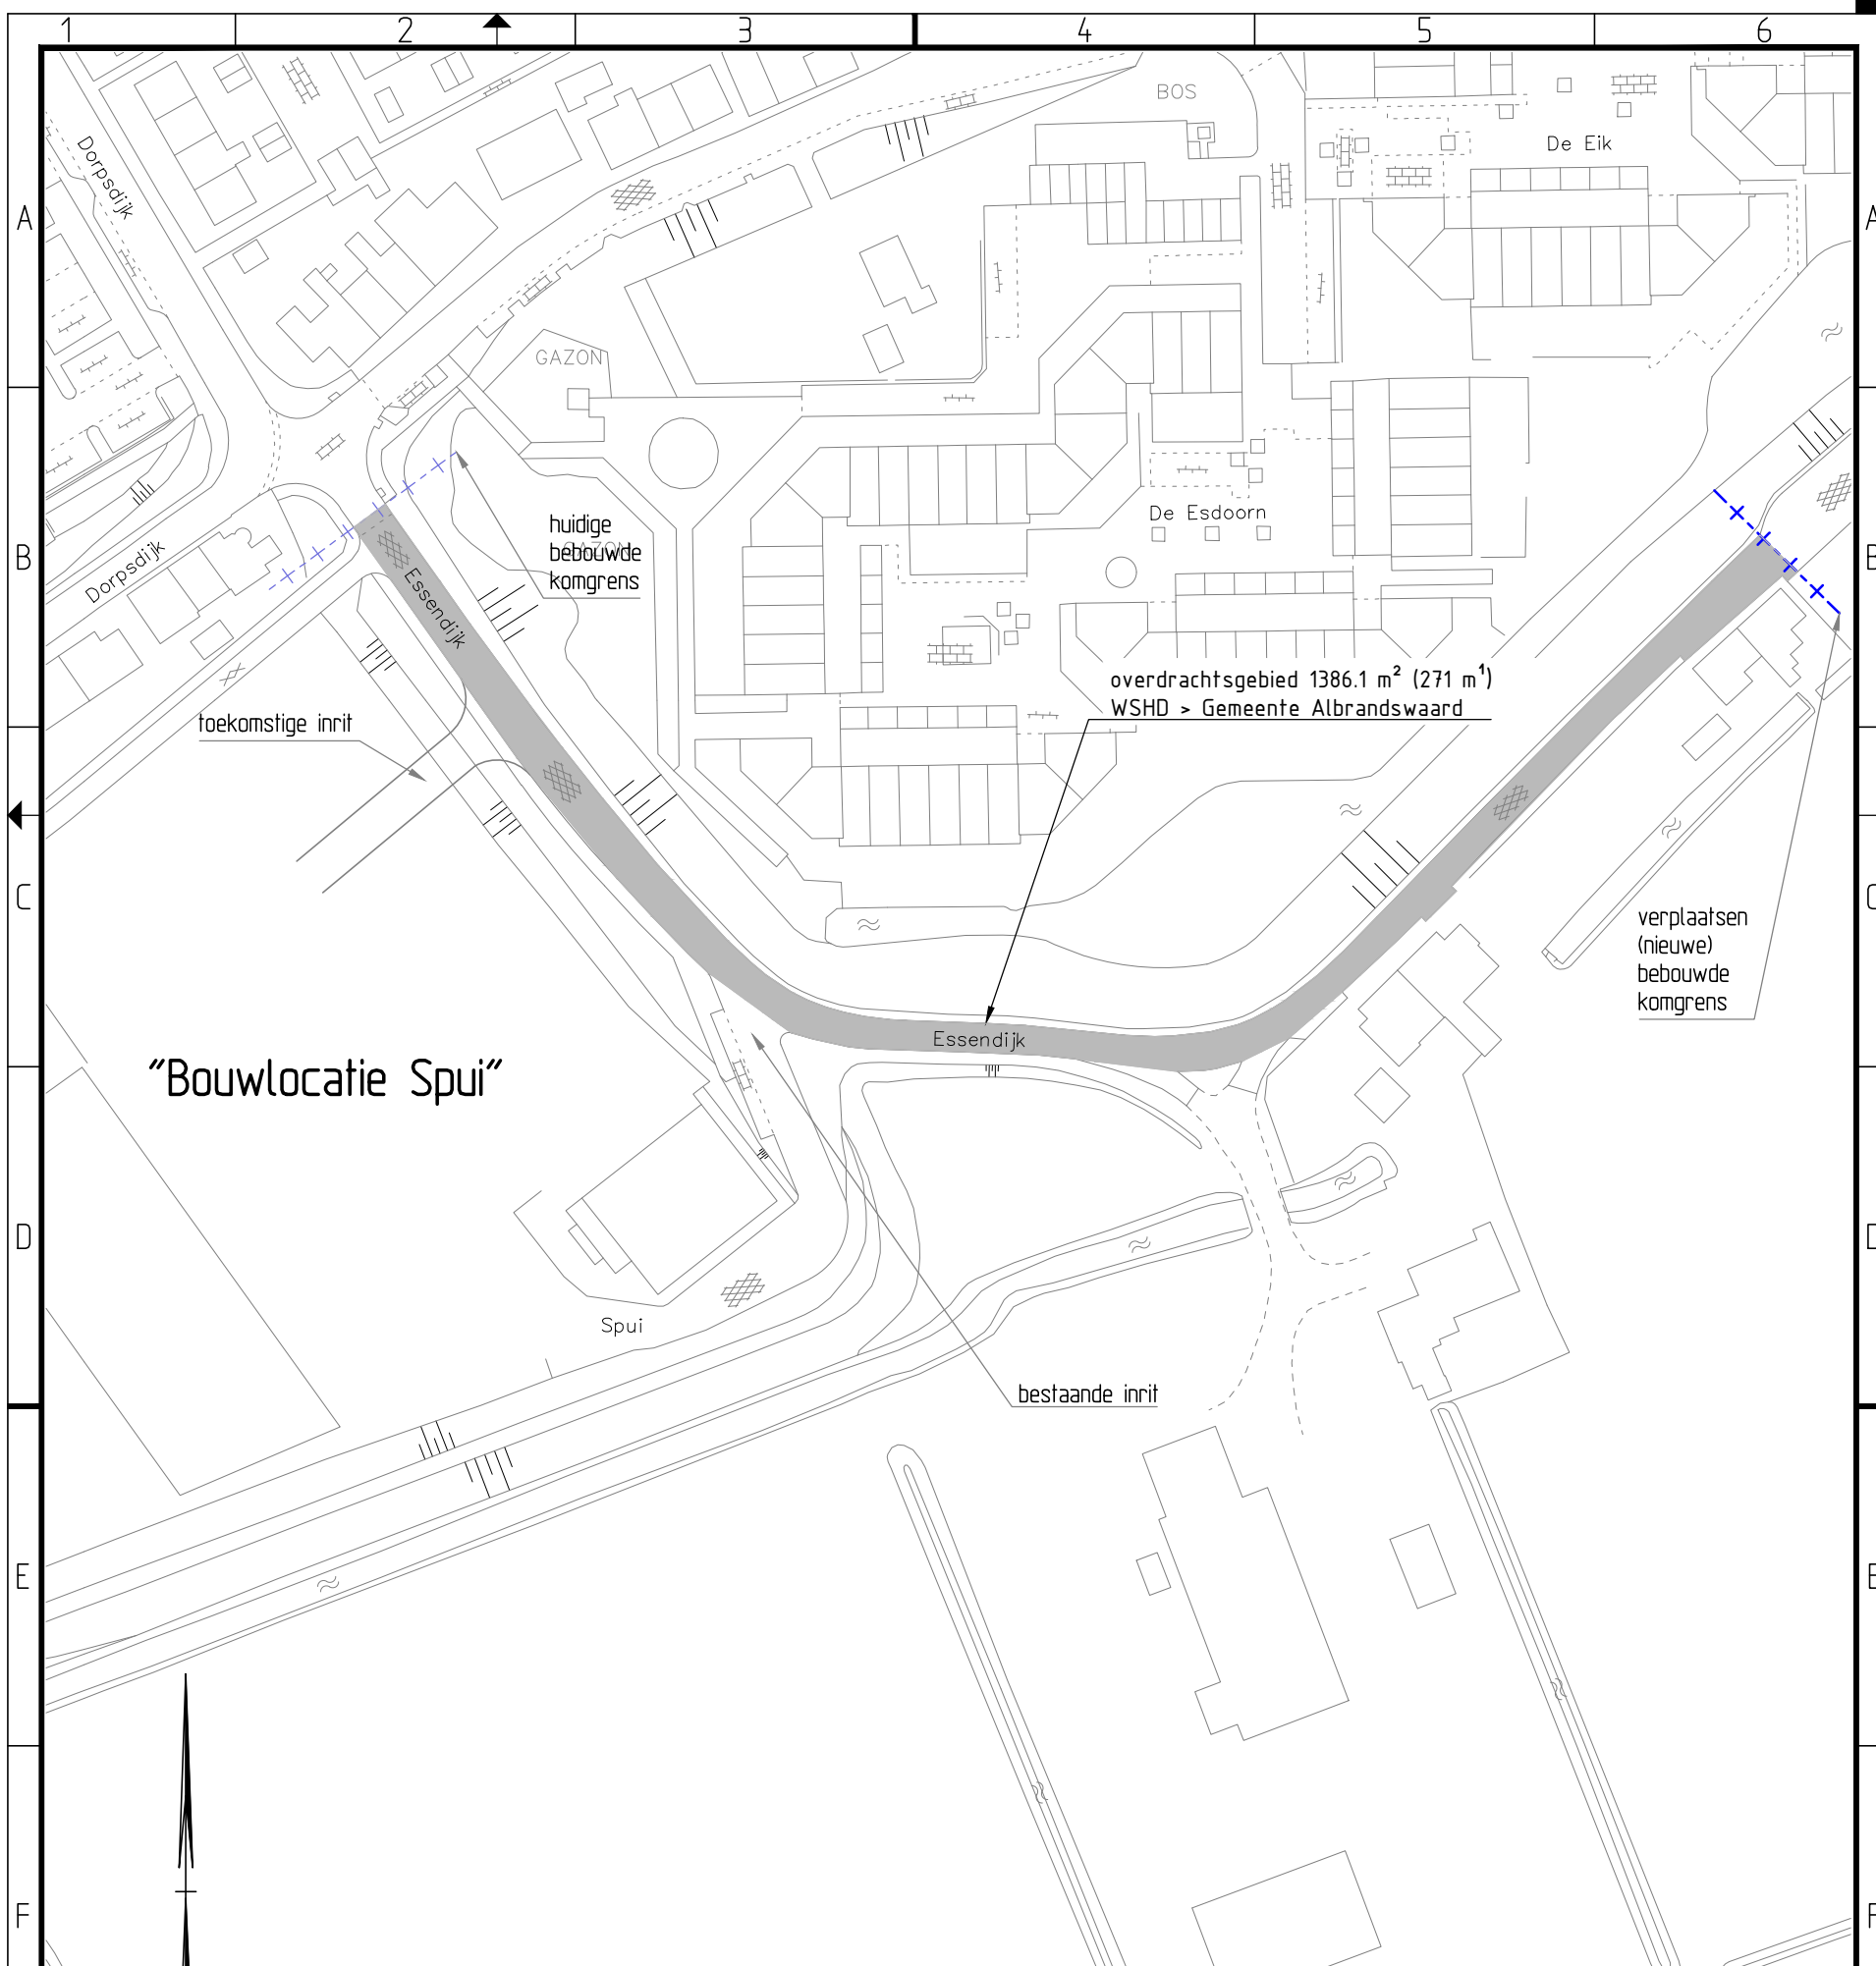 1 2 3 4 5 6
A
B
C
D
E
F
A
B
C
D
E
F
BOS
De Eik
Dorpsdijk
GAZON
De Esdoorn
huidige
bebouwde
komgrens
GAZON
Dorpsdijk
Essendijk
overdrachtsgebied 1386.1 m² (271 m¹)
WSHD > Gemeente Albrandswaard
toekomstige inrit
verplaatsen
(nieuwe)
bebouwde
komgrens
Essendijk
"Bouwlocatie Spui"
Spui
bestaande inrit